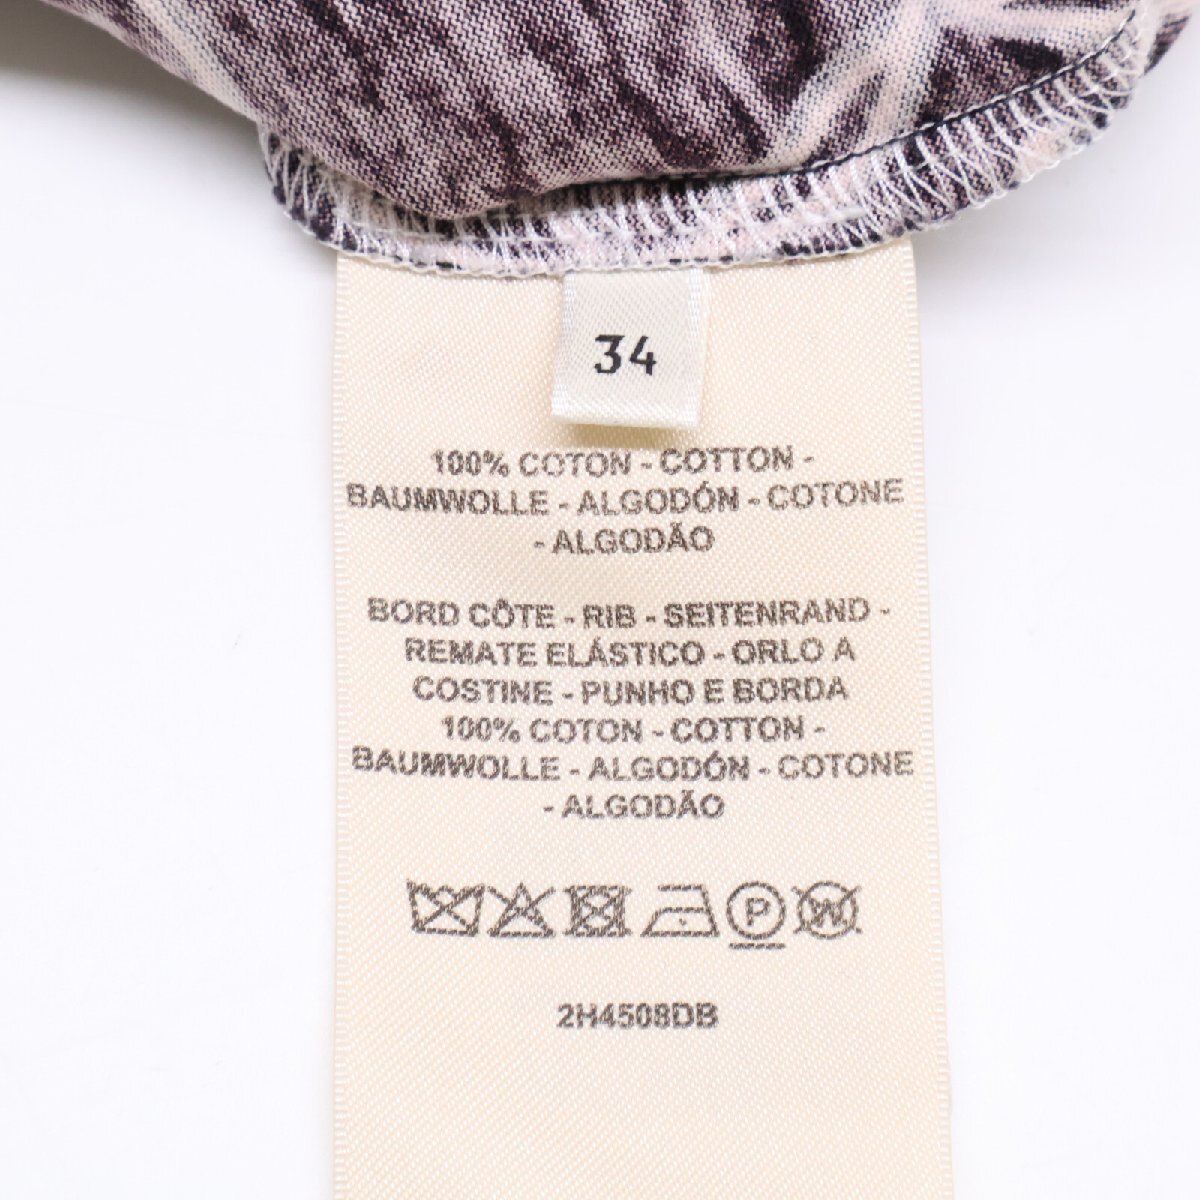 34
100% COTON - COTTON -
BAUMWOLLE - ALGODÓN - COTONE
- ALGODÃO
BORD CÔTE - RIB - SEITENRAND -
REMATE ELÁSTICO - ORLO A
COSTINE - PUNHO E BORDA
100% COTON - COTTON -
BAUMWOLLE - ALGODÓN - COTONE
- ALGODÃO
P W
2H4508DB